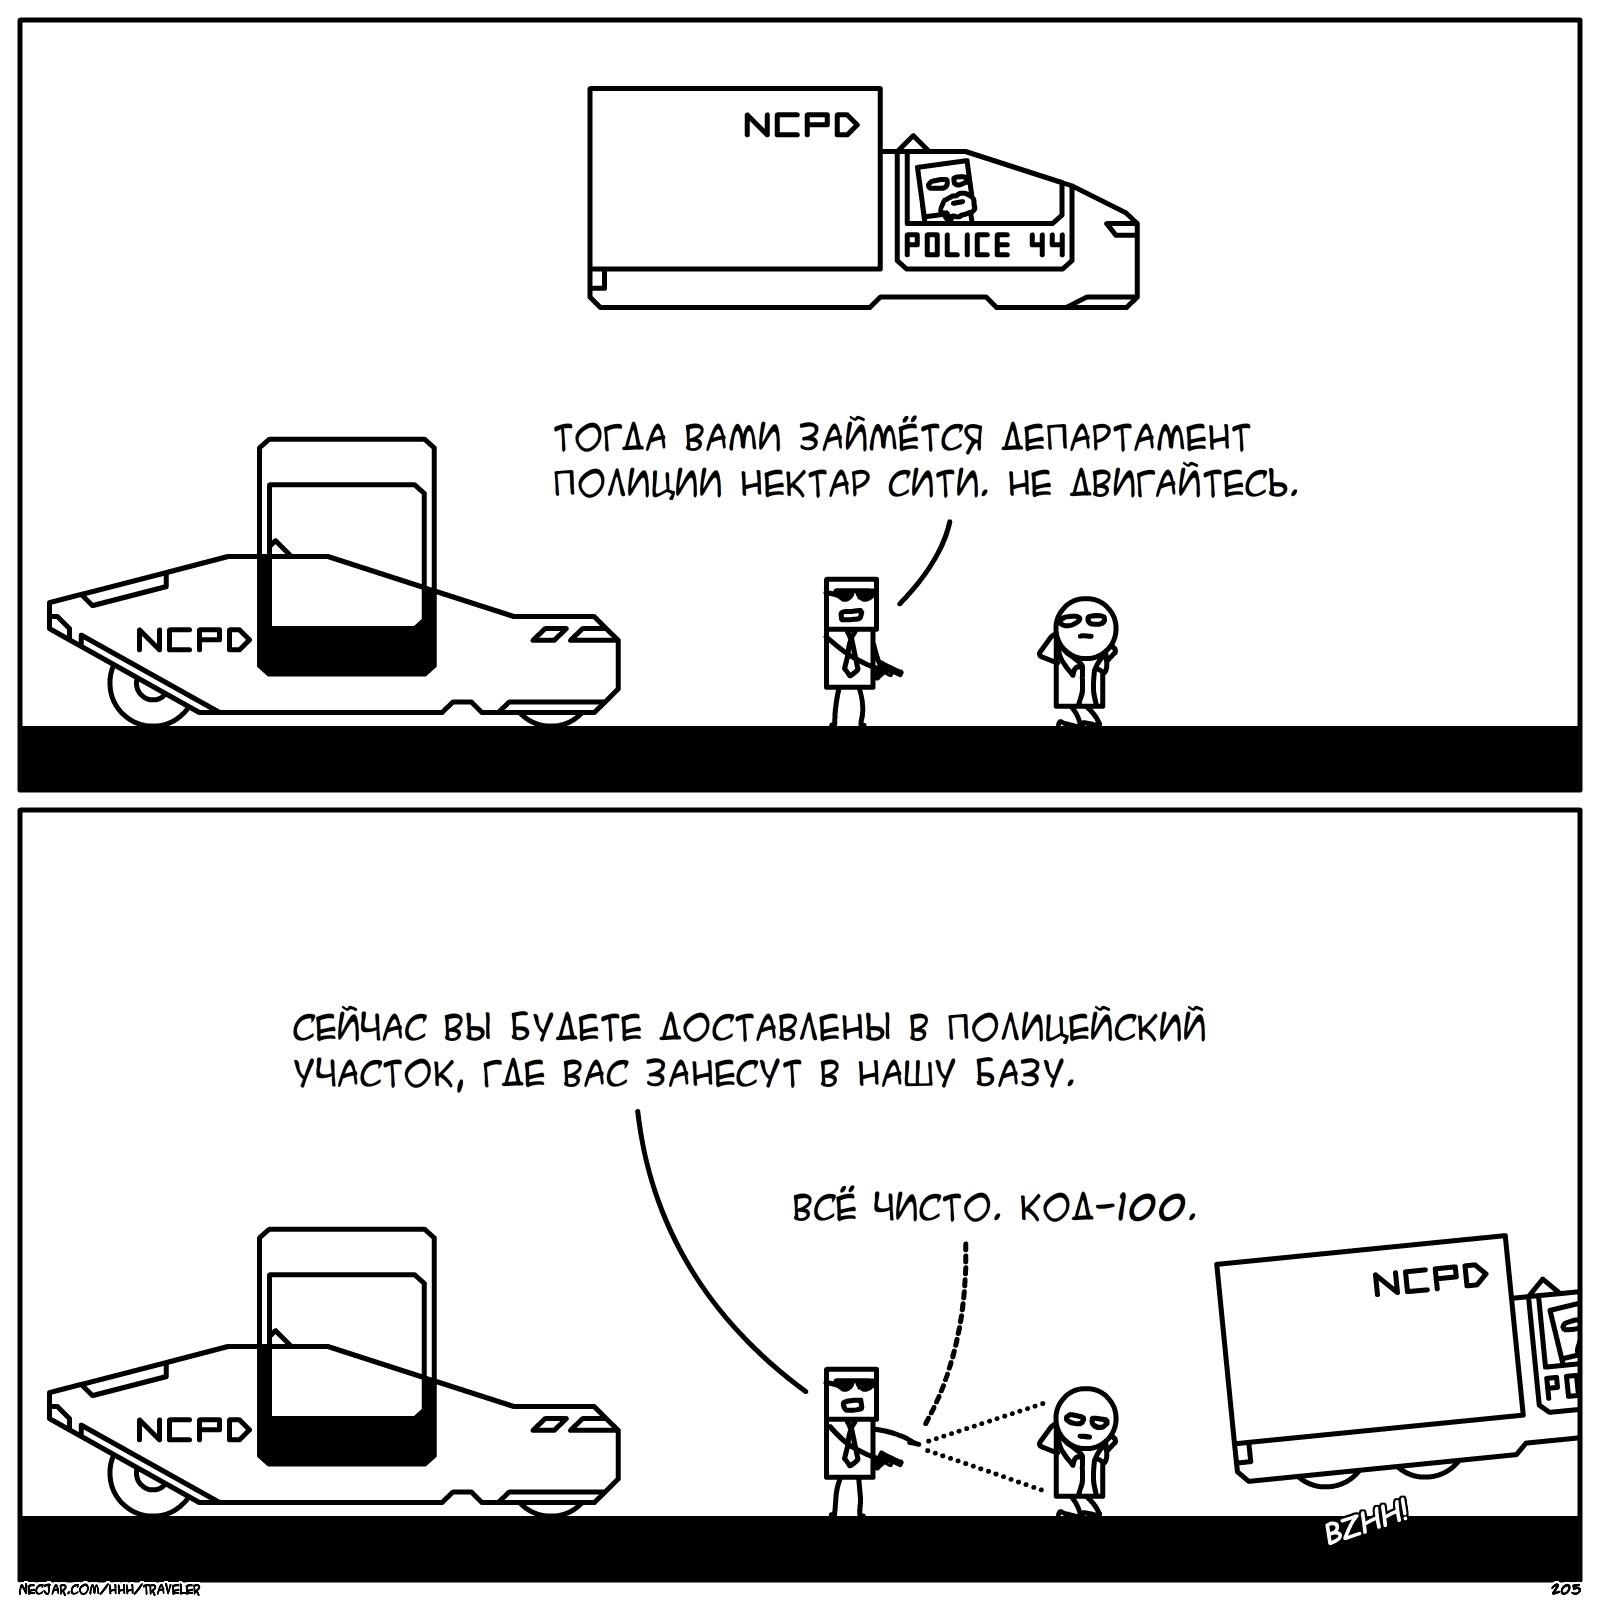 NCPD
POLICE 44
ТОГДА ВАМИ ЗАЙМЁТСЯ ДЕПАРТАМЕНТ
ПОЛИЦИИ НЕКТАР СИТИ. НЕ ДВИГАЙТЕСЬ.
NCPD
СЕЙЧАС ВЫ БУДЕТЕ ДОСТАВЛЕНЫ В ПОЛИЦЕЙСКИЙ
УЧАСТОК, ГДЕ ВАС ЗАНЕСУТ В НАШУ БАЗУ.
ВСЁ ЧИСТО. КОД-100.
NCPD
PO
NCPD
BZHH!
NECJAR.COM/HHH/TRAVELER
205